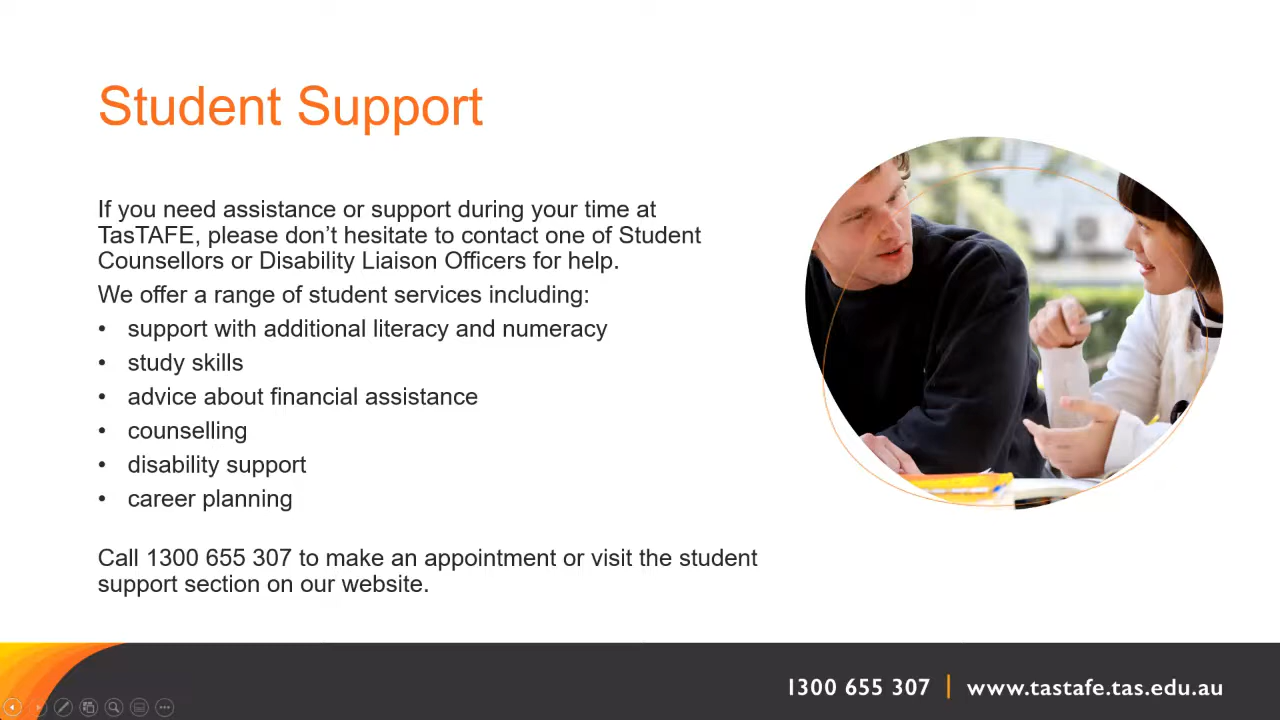 Student Support
If you need assistance or support during your time at
TasTAFE, please don’t hesitate to contact one of Student
Counsellors or Disability Liaison Officers for help.
We offer a range of student services including:
• support with additional literacy and numeracy
• study skills
• advice about financial assistance
• counselling
• disability support
• career planning
Call 1300 655 307 to make an appointment or visit the student
support section on our website.
1300 655 307 | www.tastafe.tas.edu.au